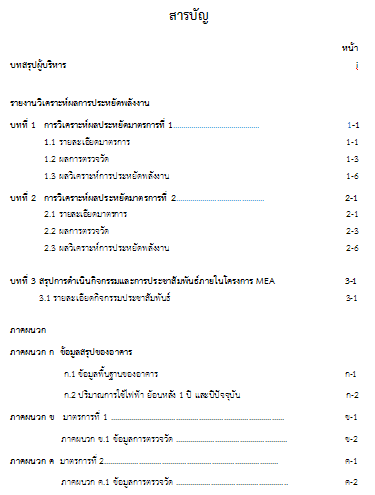 สารบัญ
หน้า
บทสรุปผู้บริหาร
รายงานวิเคราะห์ผลการประหยัดพลังงาน
บทที่ 1 การวิเคราะห์ผลประหยัดมาตรการที่ 1 1-1
1.1 รายละเอียดมาตรการ 1-1
1.2 ผลการตรวจวัด 1-3
1.3 ผลวิเคราะห์การประหยัดพลังงาน 1-6
บทที่ 2 การวิเคราะห์ผลประหยัดมาตรการที่ 2 2-1
2.1 รายละเอียดมาตรการ 2-1
2.2 ผลการตรวจวัด 2-3
2.3 ผลวิเคราะห์การประหยัดพลังงาน 2-6
บทที่ 3 สรุปการดำเนินกิจกรรมและการประชาสัมพันธ์ภายในโครงการ MEA 3-1
3.1 รายละเอียดกิจกรรมประชาสัมพันธ์ 3-1
ภาคผนวก
ภาคผนวก ก ข้อมูลสรุปของอาคาร
ก.1 ข้อมูลพื้นฐานของอาคาร ก-1
ก.2 ปริมาณการใช้ไฟฟ้า ย้อนหลัง 1 ปี และปีปัจจุบัน ก-2
ภาคผนวก ข มาตรการที่ 1 ข-1
ภาคผนวก ข.1 ข้อมูลการตรวจวัด ข-2
ภาคผนวก ค มาตรการที่ 2 ค-1
ภาคผนวก ค.1 ข้อมูลการตรวจวัด ค-2